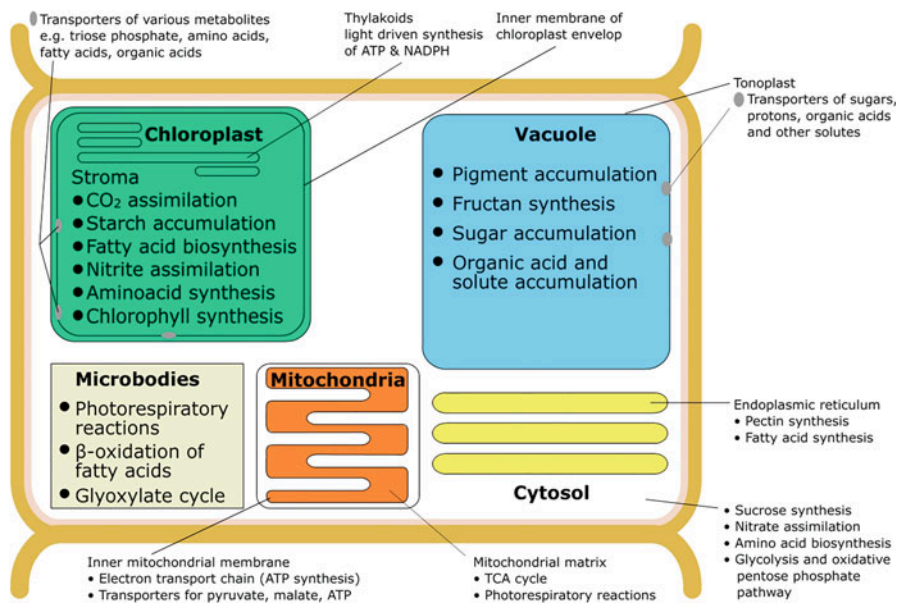 Transporters of various metabolites
e.g. triose phosphate, amino acids,
fatty acids, organic acids
Thylakoids
light driven synthesis
of ATP & NADPH
Inner membrane of
chloroplast envelop
Tonoplast
Transporters of sugars,
protons, organic acids
and other solutes
Chloroplast
Stroma
● CO₂ assimilation
● Starch accumulation
● Fatty acid biosynthesis
● Nitrite assimilation
● Aminoacid synthesis
● Chlorophyll synthesis
Vacuole
● Pigment accumulation
● Fructan synthesis
● Sugar accumulation
● Organic acid and
solute accumulation
Microbodies
● Photorespiratory
reactions
● β-oxidation of
fatty acids
● Glyoxylate cycle
Mitochondria
Endoplasmic reticulum
• Pectin synthesis
• Fatty acid synthesis
Cytosol
• Sucrose synthesis
• Nitrate assimilation
• Amino acid biosynthesis
• Glycolysis and oxidative
pentose phosphate
pathway
Inner mitochondrial membrane
• Electron transport chain (ATP synthesis)
• Transporters for pyruvate, malate, ATP
Mitochondrial matrix
• TCA cycle
• Photorespiratory reactions